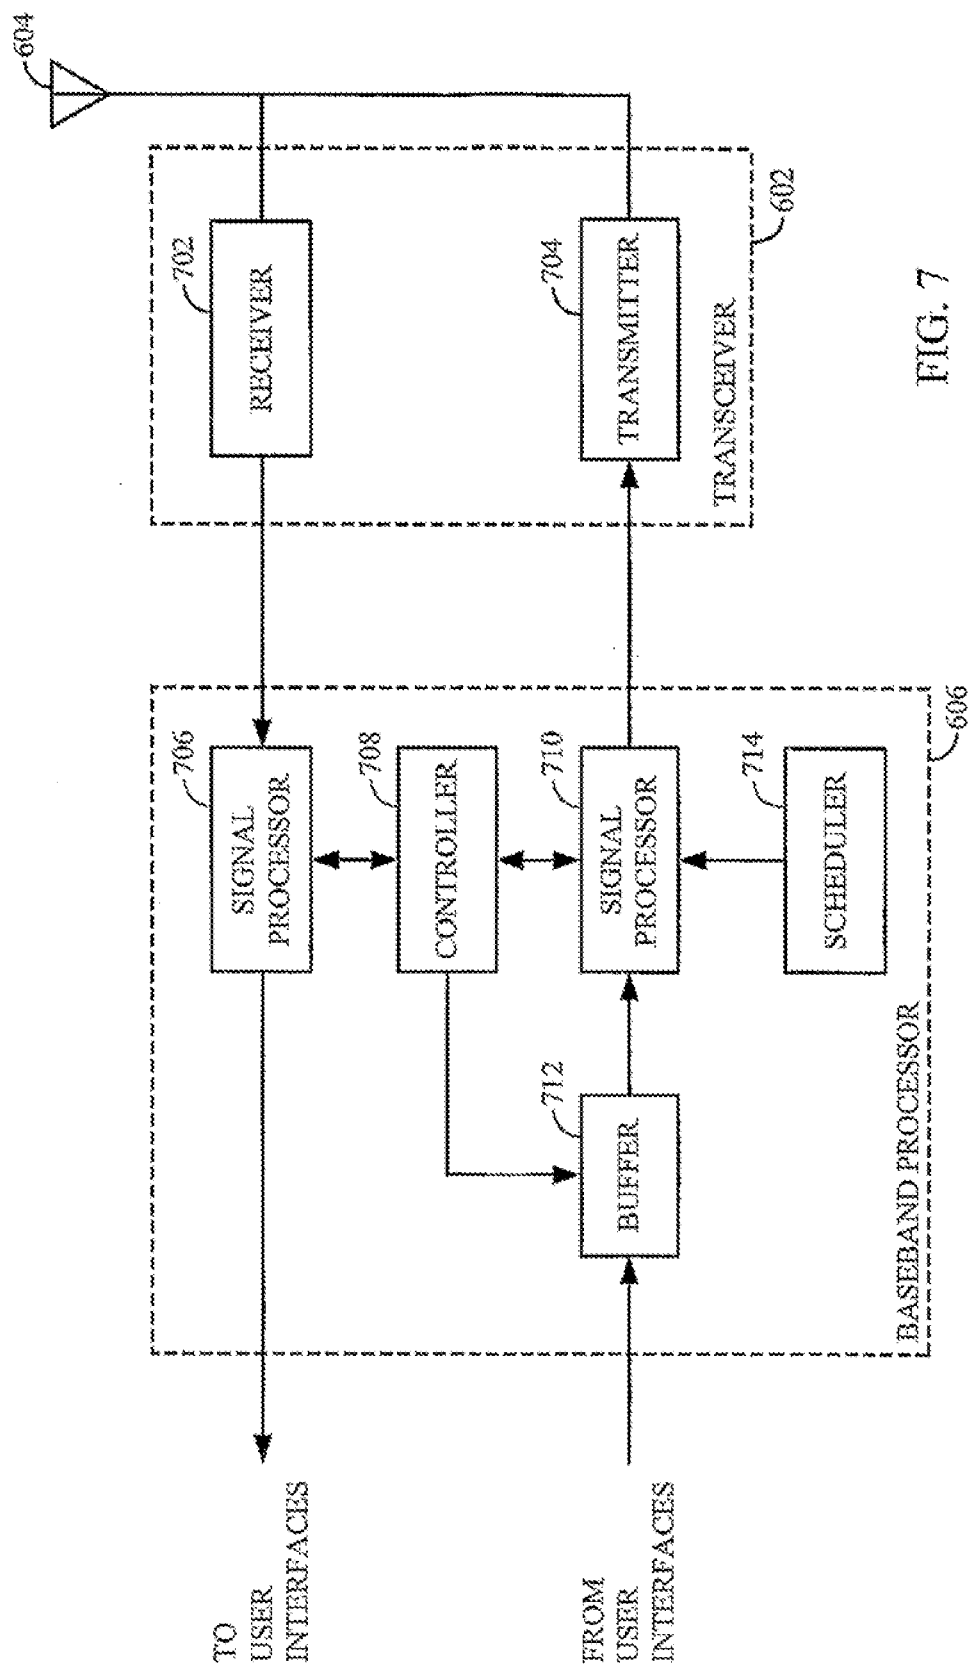 604
702
RECEIVER
704
TRANSMITTER
TRANSCEIVER
602
706
SIGNAL
PROCESSOR
708
CONTROLLER
710
SIGNAL
PROCESSOR
714
SCHEDULER
712
BUFFER
BASEBAND PROCESSOR
606
TO
USER
INTERFACES
FROM
USER
INTERFACES
FIG. 7